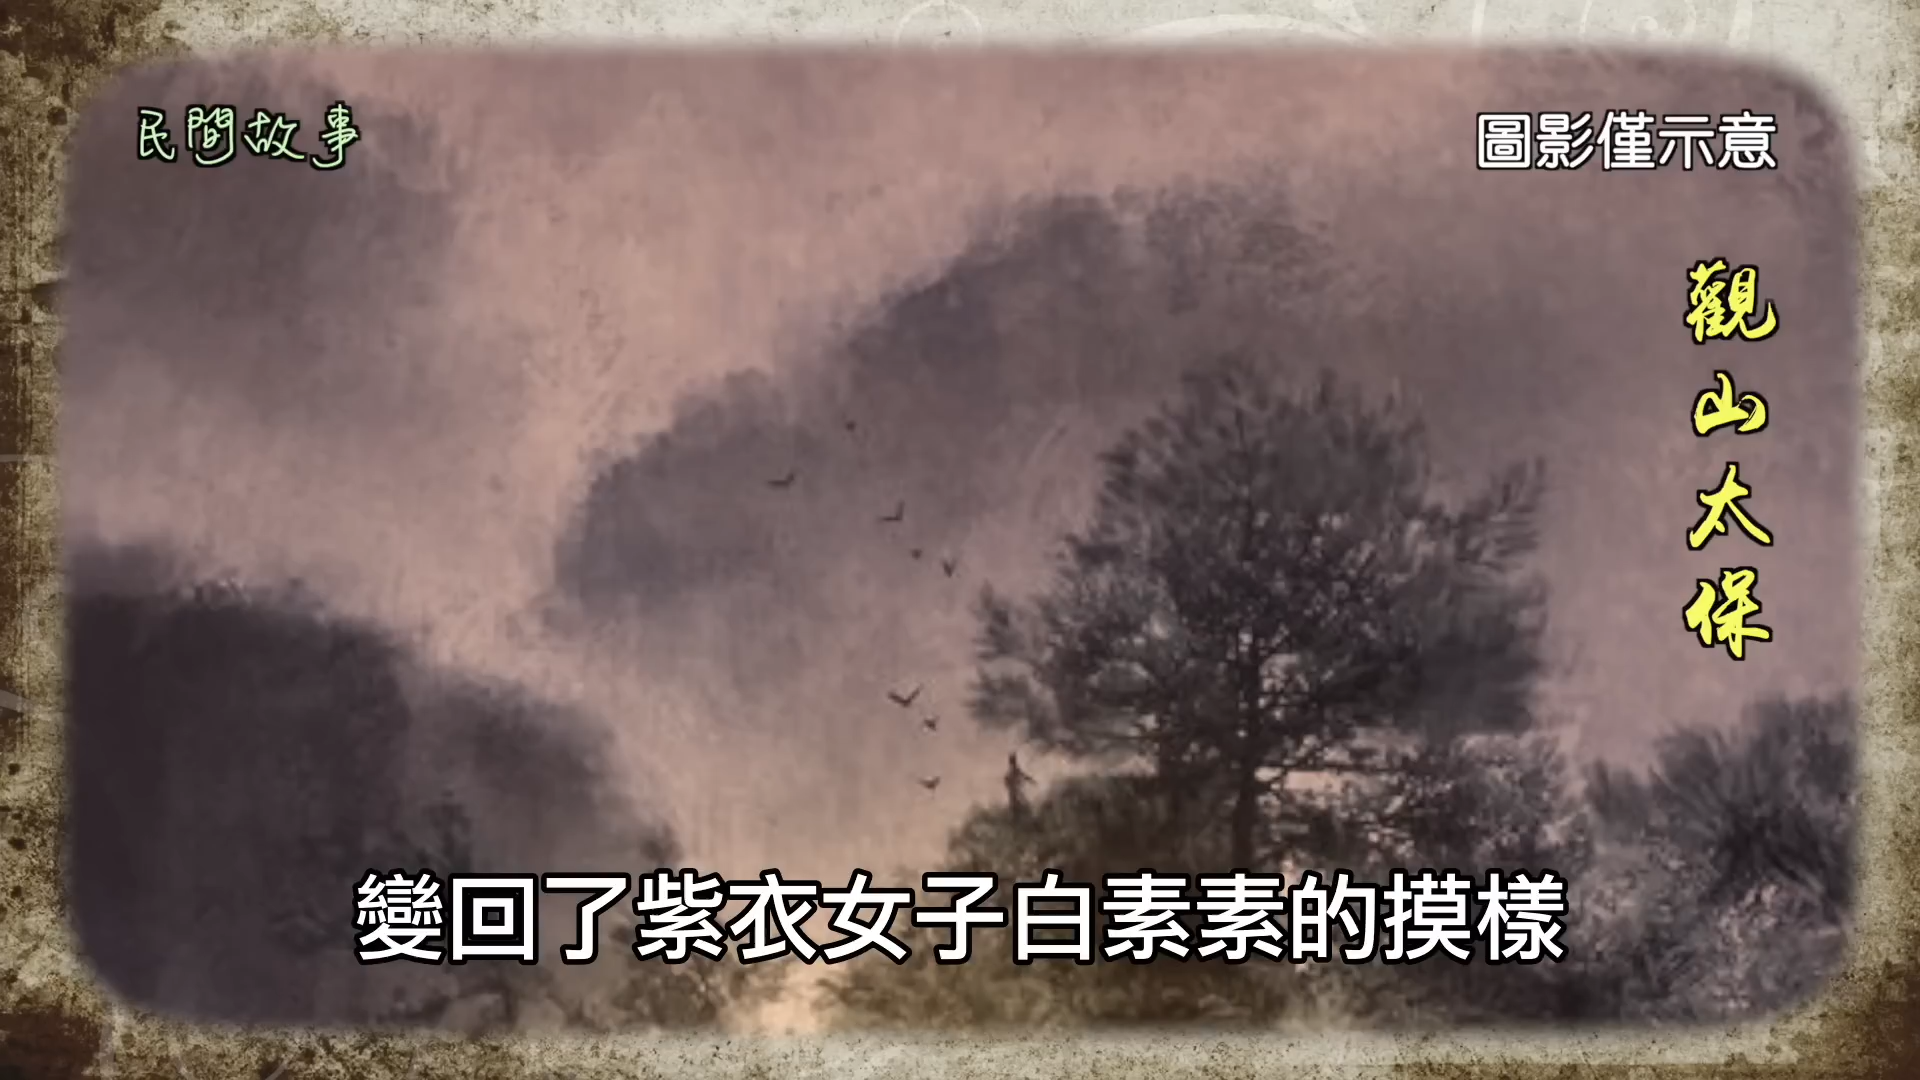 民間故事
圖影僅示意
觀山太保
變回了紫衣女子白素素的摸樣